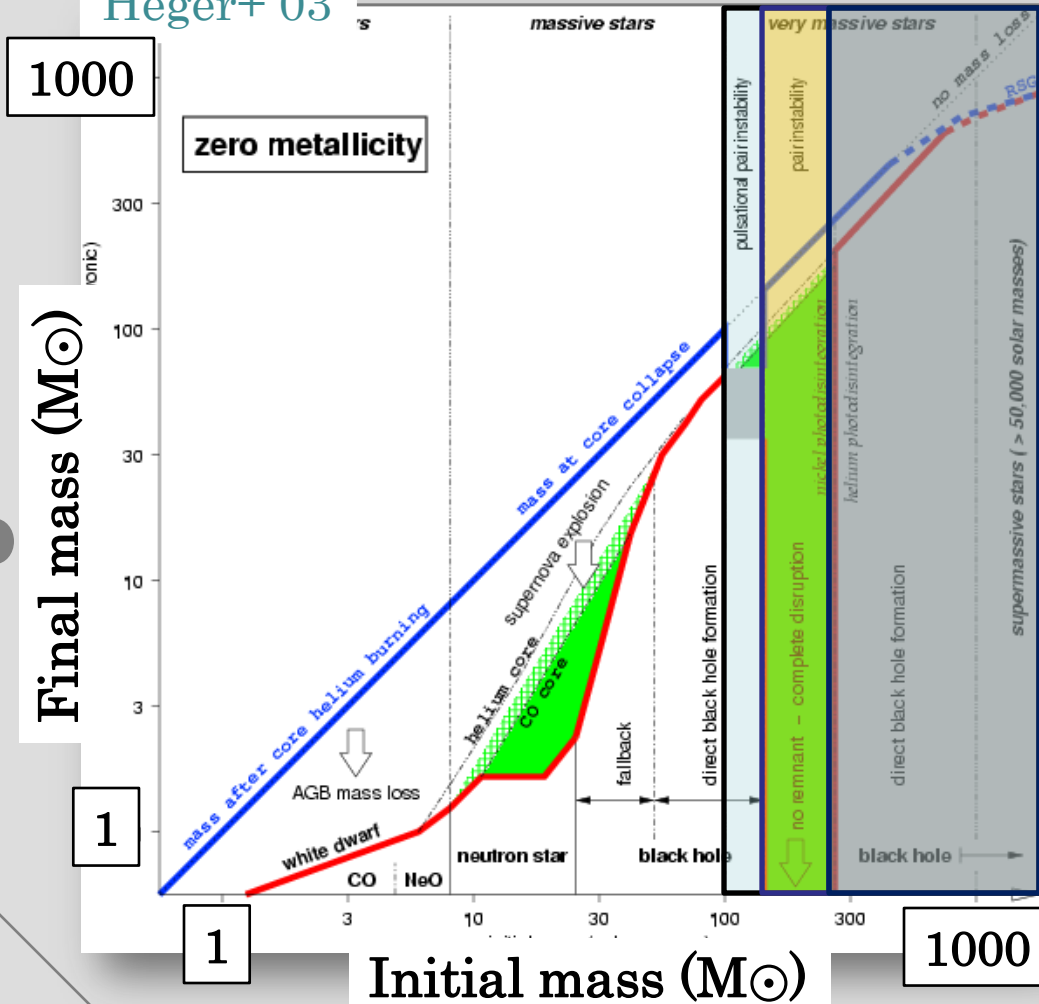 Heger+ 03
massive stars
very massive stars
1000
zero metallicity
300
100
30
10
3
1
Final mass (M⊙)
pulsational pair instability
pair instability
no mass loss
RSG
mass at core collapse
mass after core helium burning
supernova explosion
helium core
CO core
nickel photodisintegration
helium photodisintegration
supermassive stars ( > 50,000 solar masses)
AGB mass loss
white dwarf
CO
NeO
neutron star
fallback
direct black hole formation
black hole
no remnant – complete disruption
direct black hole formation
black hole
1
3
10
30
100
300
1000
Initial mass (M⊙)